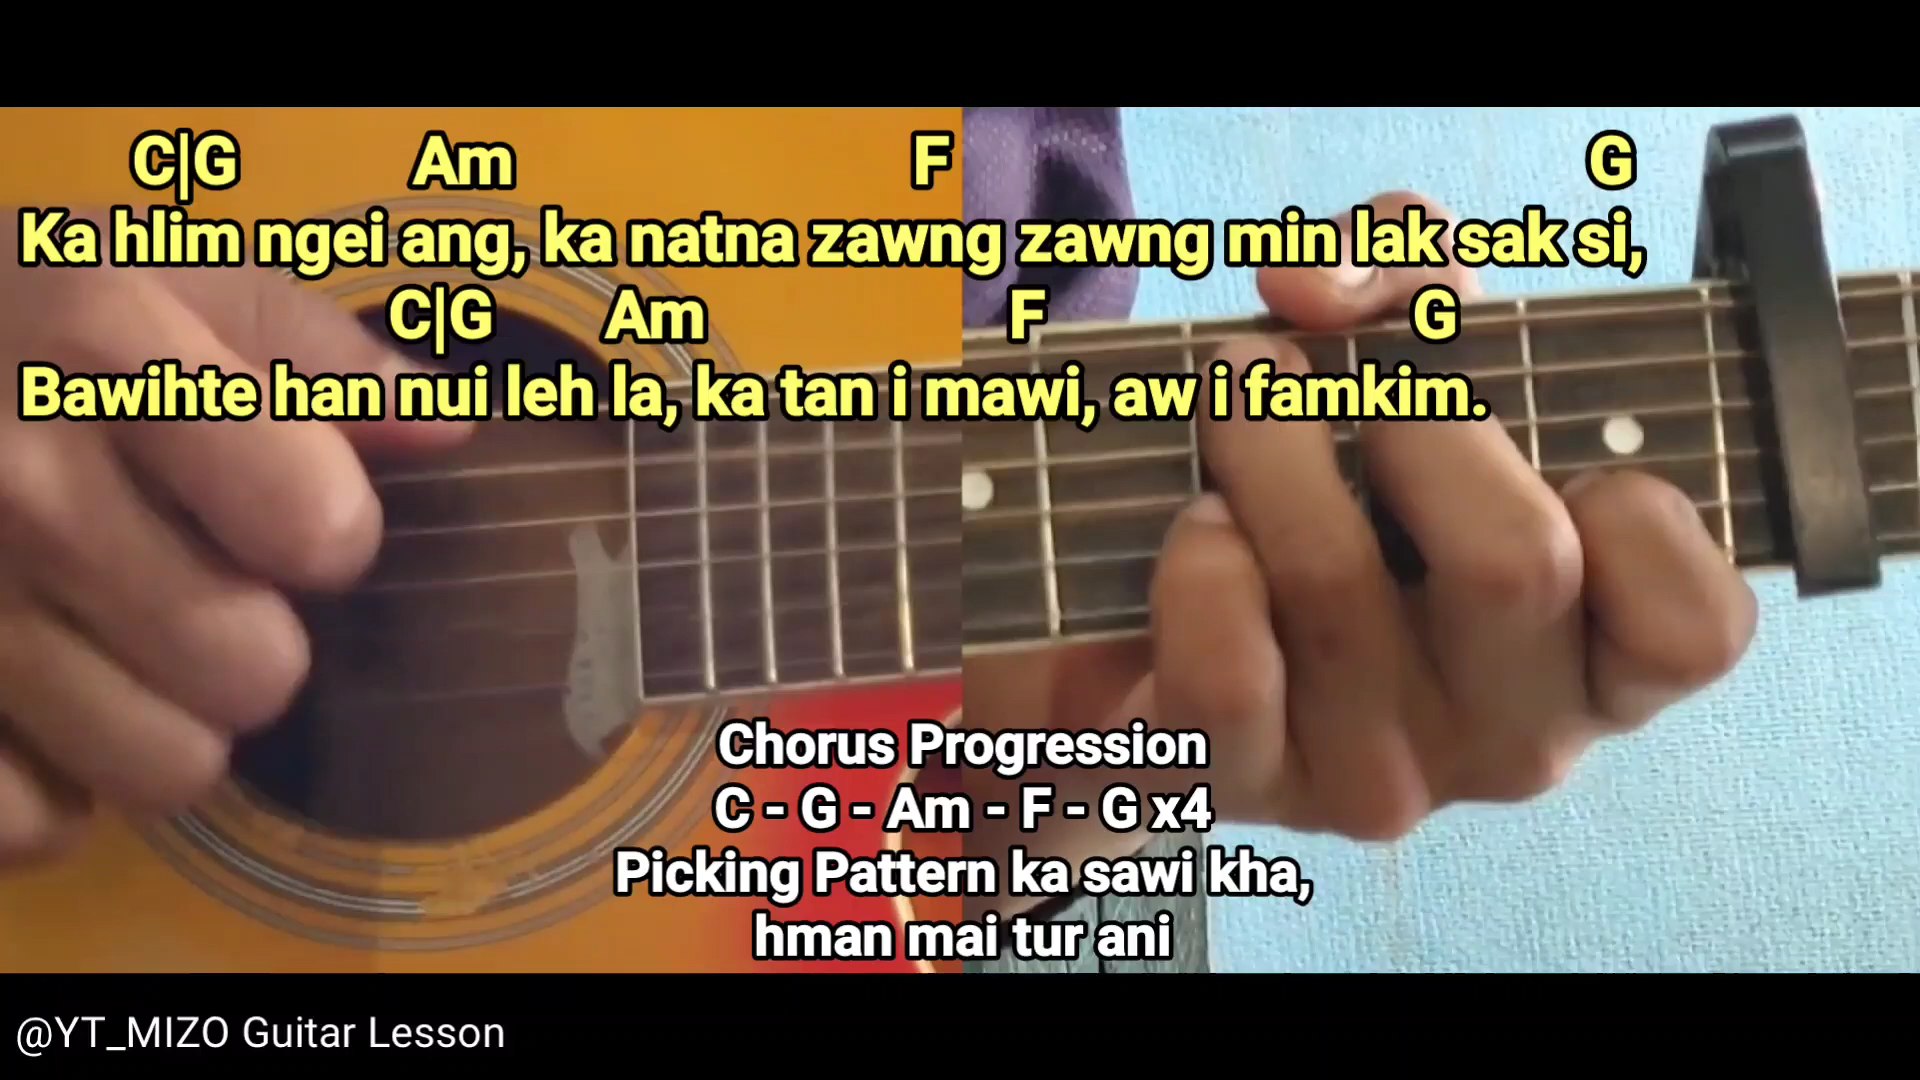 C|G Am F G
Ka hlim ngei ang, ka natna zawng zawng min lak sak si,
C|G Am F G
Bawihte han nui leh la, ka tan i mawi, aw i famkim.
Chorus Progression
C - G - Am - F - G x4
Picking Pattern ka sawi kha,
hman mai tur ani
@YT_MIZO Guitar Lesson